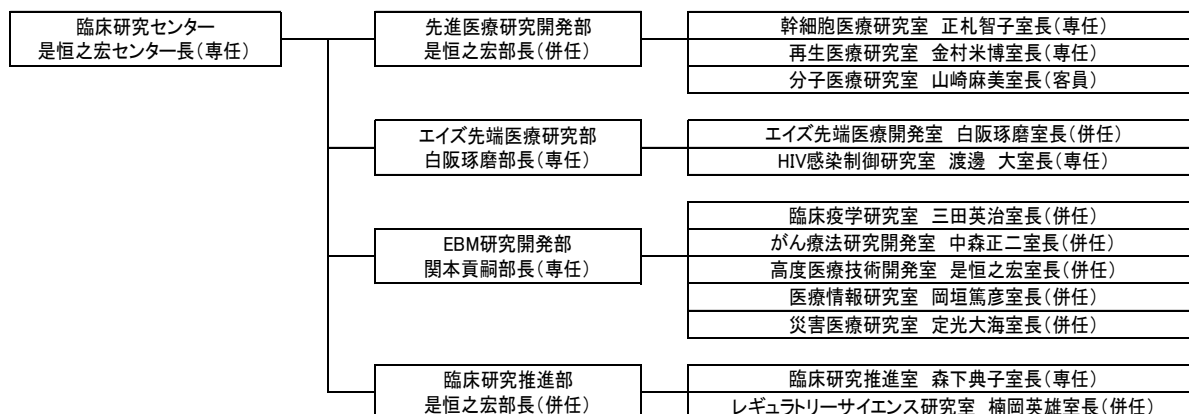 臨床研究センター
是恒之宏センター長(専任)
先進医療研究開発部
是恒之宏部長(併任)
幹細胞医療研究室 正札智子室長(専任)
再生医療研究室 金村米博室長(専任)
分子医療研究室 山崎麻美室長(客員)
エイズ先端医療研究部
白阪琢磨部長(専任)
エイズ先端医療開発室 白阪琢磨室長(併任)
HIV感染制御研究室 渡邊 大室長(専任)
EBM研究開発部
関本貢嗣部長(専任)
臨床疫学研究室 三田英治室長(併任)
がん療法研究開発室 中森正二室長(併任)
高度医療技術開発室 是恒之宏室長(併任)
医療情報研究室 岡垣篤彦室長(併任)
災害医療研究室 定光大海室長(併任)
臨床研究推進部
是恒之宏部長(併任)
臨床研究推進室 森下典子室長(専任)
レギュラトリーサイエンス研究室 楠岡英雄室長(併任)